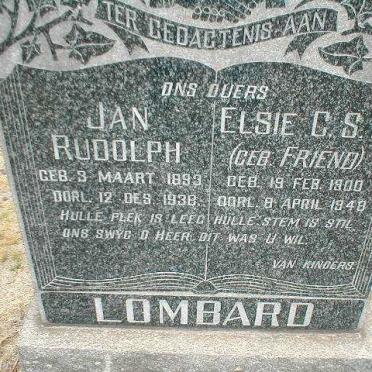 TER GEDAGTENIS AAN
ONS OUERS
JAN RUDOLPH
GEB. 3 MAART 1893
OORL. 12 DES. 1938
ELSIE C. S.
(GEB. FRIEND)
GEB. 19 FEB. 1900
OORL. 8 APRIL 1948
HULLE PLEK IS LEEG HULLE STEM IS STIL
ONS SWYG O HEER DIT WAS U WIL.
VAN KINDERS
LOMBARD